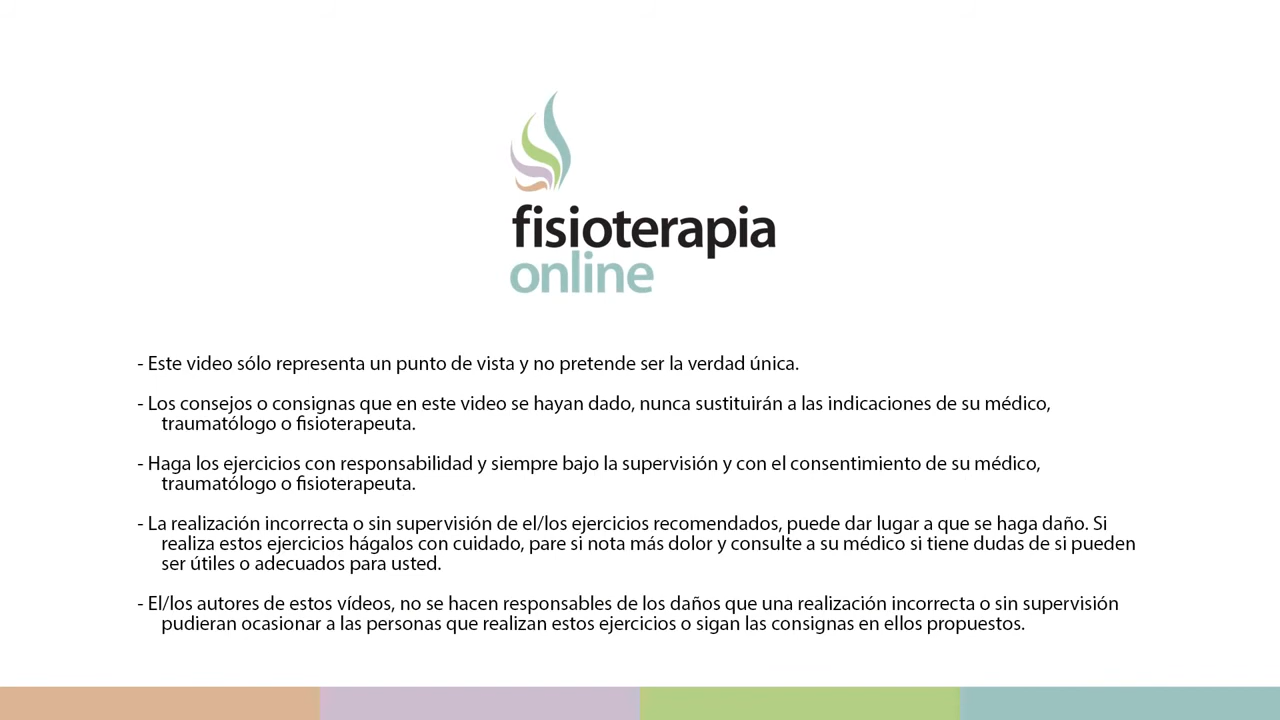 fisioterapia
online
- Este video sólo representa un punto de vista y no pretende ser la verdad única.
- Los consejos o consignas que en este video se hayan dado, nunca sustituirán a las indicaciones de su médico,
traumatólogo o fisioterapeuta.
- Haga los ejercicios con responsabilidad y siempre bajo la supervisión y con el consentimiento de su médico,
traumatólogo o fisioterapeuta.
- La realización incorrecta o sin supervisión de el/los ejercicios recomendados, puede dar lugar a que se haga daño. Si
realiza estos ejercicios hágalos con cuidado, pare si nota más dolor y consulte a su médico si tiene dudas de si pueden
ser útiles o adecuados para usted.
- El/los autores de estos vídeos, no se hacen responsables de los daños que una realización incorrecta o sin supervisión
pudieran ocasionar a las personas que realizan estos ejercicios o sigan las consignas en ellos propuestos.